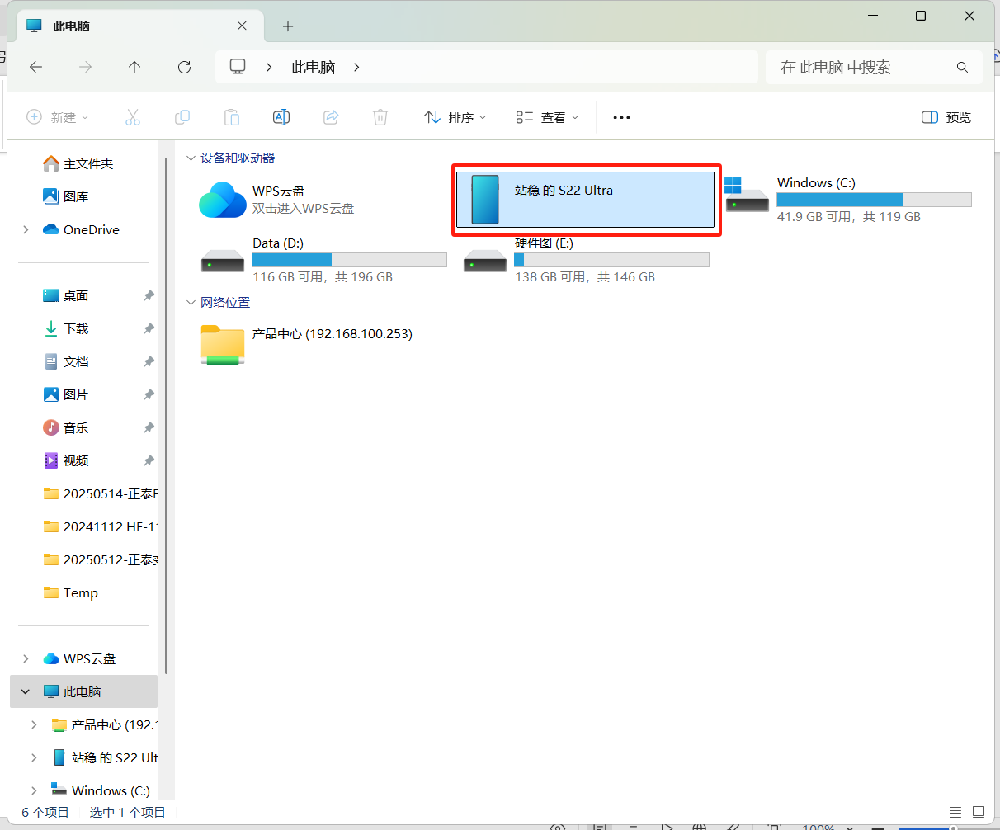 此电脑
此电脑
在 此电脑 中搜索
新建
排序
查看
预览
主文件夹
图库
OneDrive
桌面
下载
文档
图片
音乐
视频
20250514-正泰
20241112 HE-1
20250512-正泰
Temp
WPS云盘
此电脑
产品中心 (192.
站稳 的 S22 Ult
Windows (C:)
设备和驱动器
WPS云盘
双击进入WPS云盘
站稳 的 S22 Ultra
Windows (C:)
41.9 GB 可用，共 119 GB
Data (D:)
116 GB 可用，共 196 GB
硬件图 (E:)
138 GB 可用，共 146 GB
网络位置
产品中心 (192.168.100.253)
6 个项目
选中 1 个项目
100%